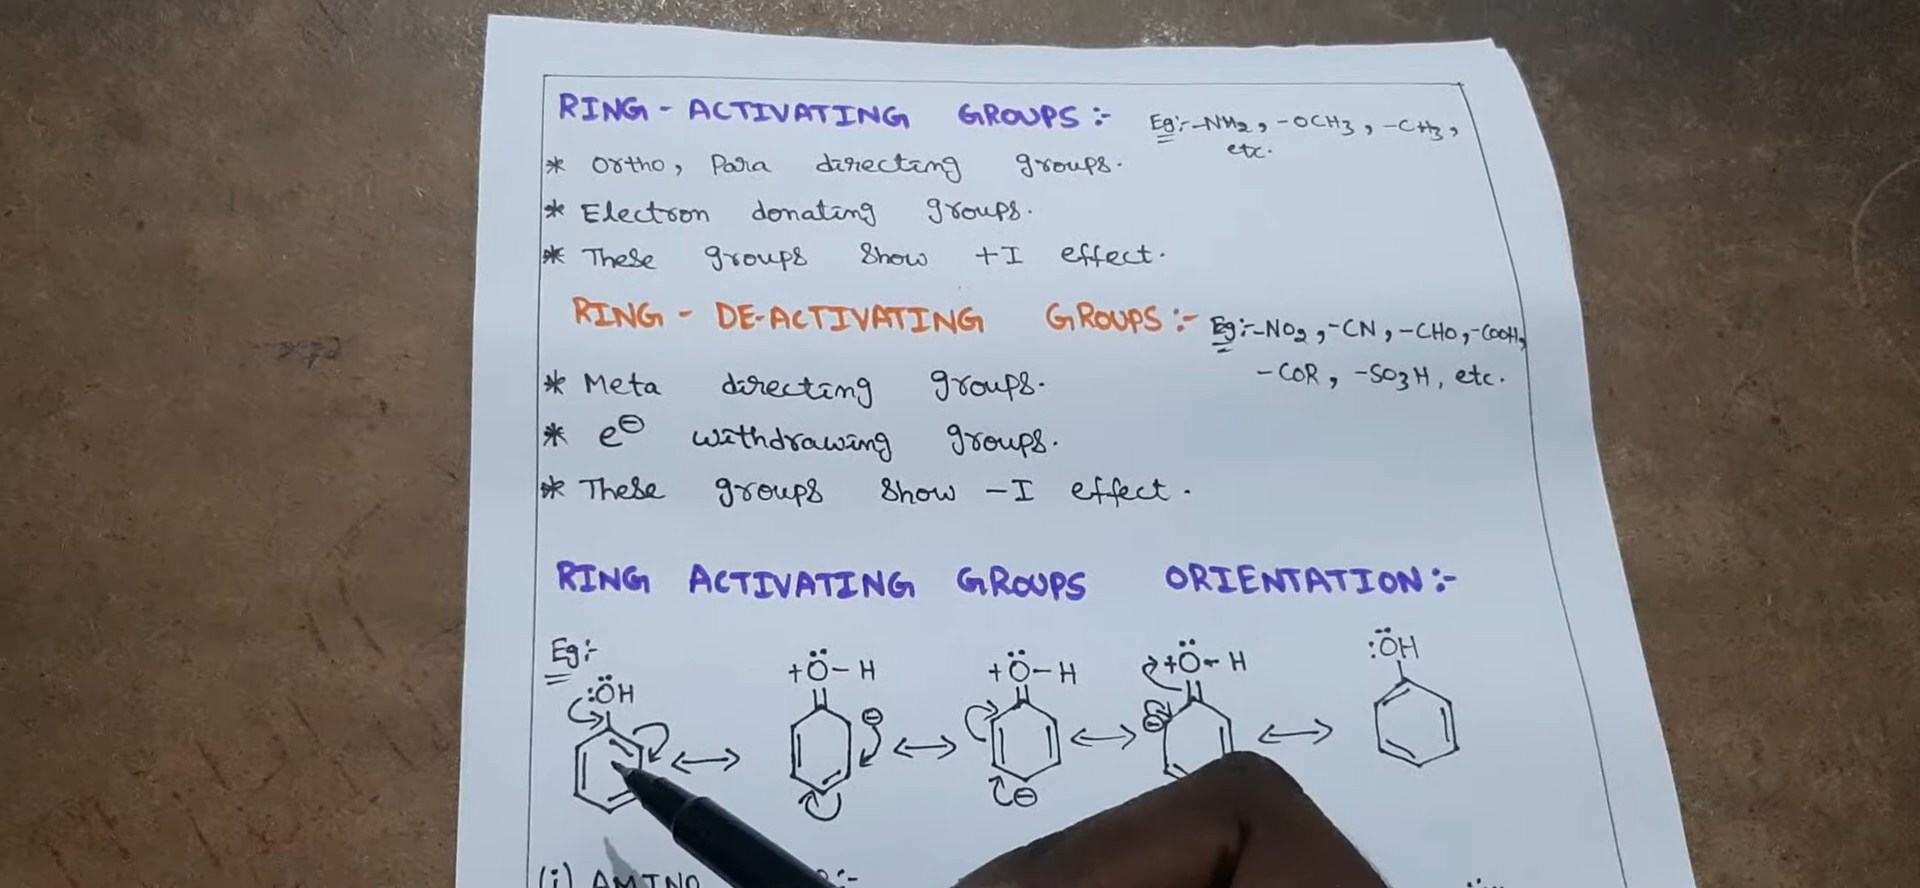 RING - ACTIVATING GROUPS :- Eg:- -NH2, -OCH3, -CH3,
etc.
* Ortho, Para directing groups.
* Electron donating groups.
* These groups show +I effect.
RING - DE-ACTIVATING GROUPS :- Eg:- -NO2, -CN, -CHO, -COOH,
-COR, -SO3H, etc.
* Meta directing groups.
* e⊖ withdrawing groups.
* These groups show -I effect.
RING ACTIVATING GROUPS ORIENTATION :-
Eg:-
:ÖH +Ö-H +Ö-H +Ö-H :ÖH
⊖ ⊖
⊖
(i) AMINO